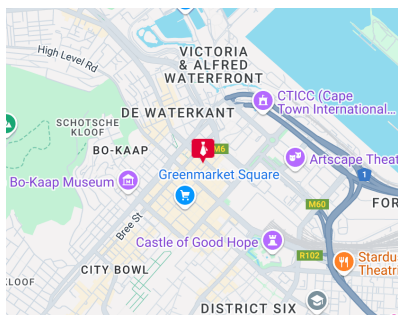 High Level Rd
VICTORIA
& ALFRED
WATERFRONT
CTICC (Cape
Town International...
DE WATERKANT
SCHOTSCHE
KLOOF
BO-KAAP
M6
Artscape Theat
1
Bo-Kaap Museum
Greenmarket Square
M60
FOR
Bree St
Castle of Good Hope
R102
Stardu
Theatri
CITY BOWL
KLOOF
DISTRICT SIX